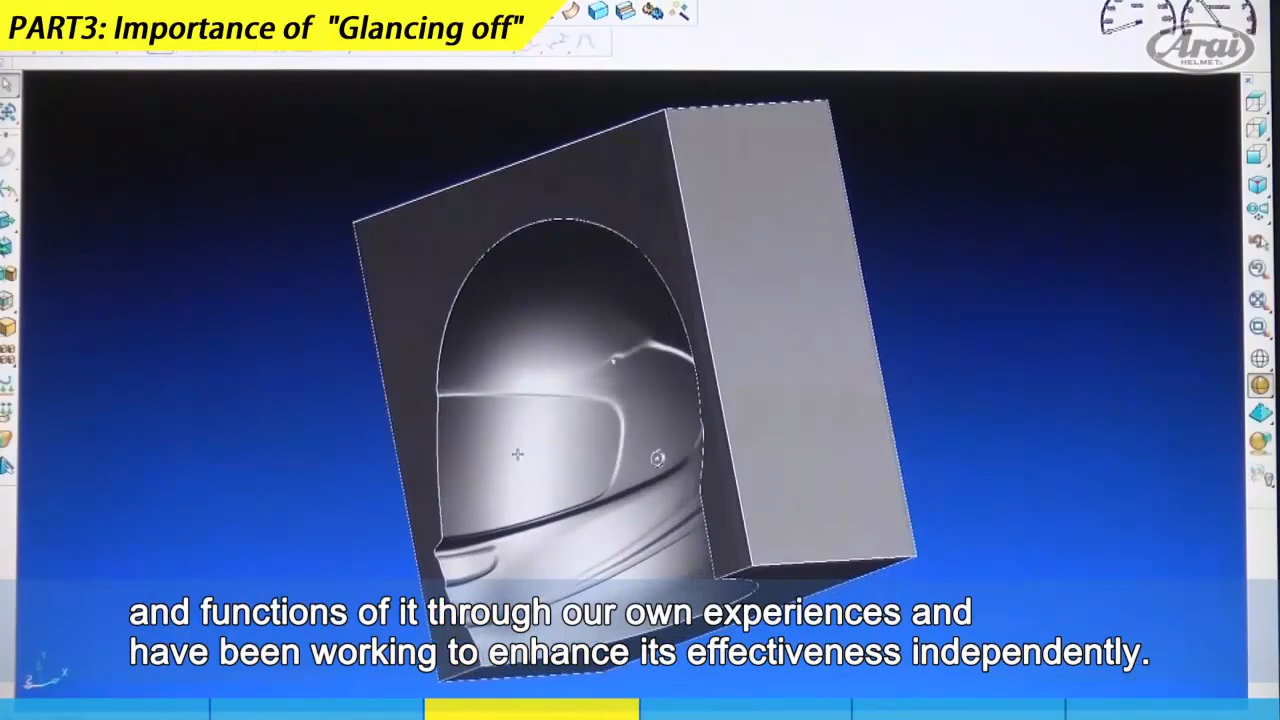 PART3: Importance of "Glancing off"
Arai
HELMET
and functions of it through our own experiences and
have been working to enhance its effectiveness independently.